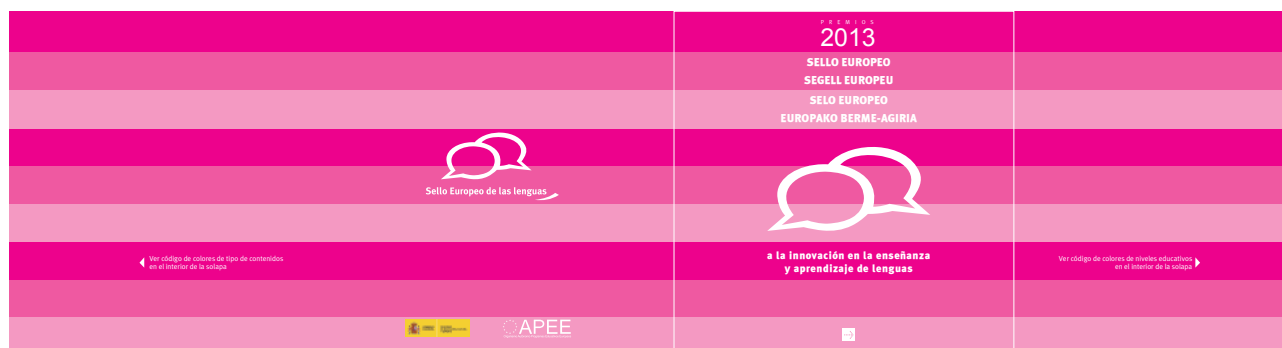 PREMIOS
2013
SELLO EUROPEO
SEGELL EUROPEU
SELO EUROPEO
EUROPAKO BERME-AGIRIA
Sello Europeo de las lenguas
a la innovación en la enseñanza
y aprendizaje de lenguas
Ver código de colores de tipo de contenidos
en el interior de la solapa
Ver código de colores de niveles educativos
en el interior de la solapa
APEE